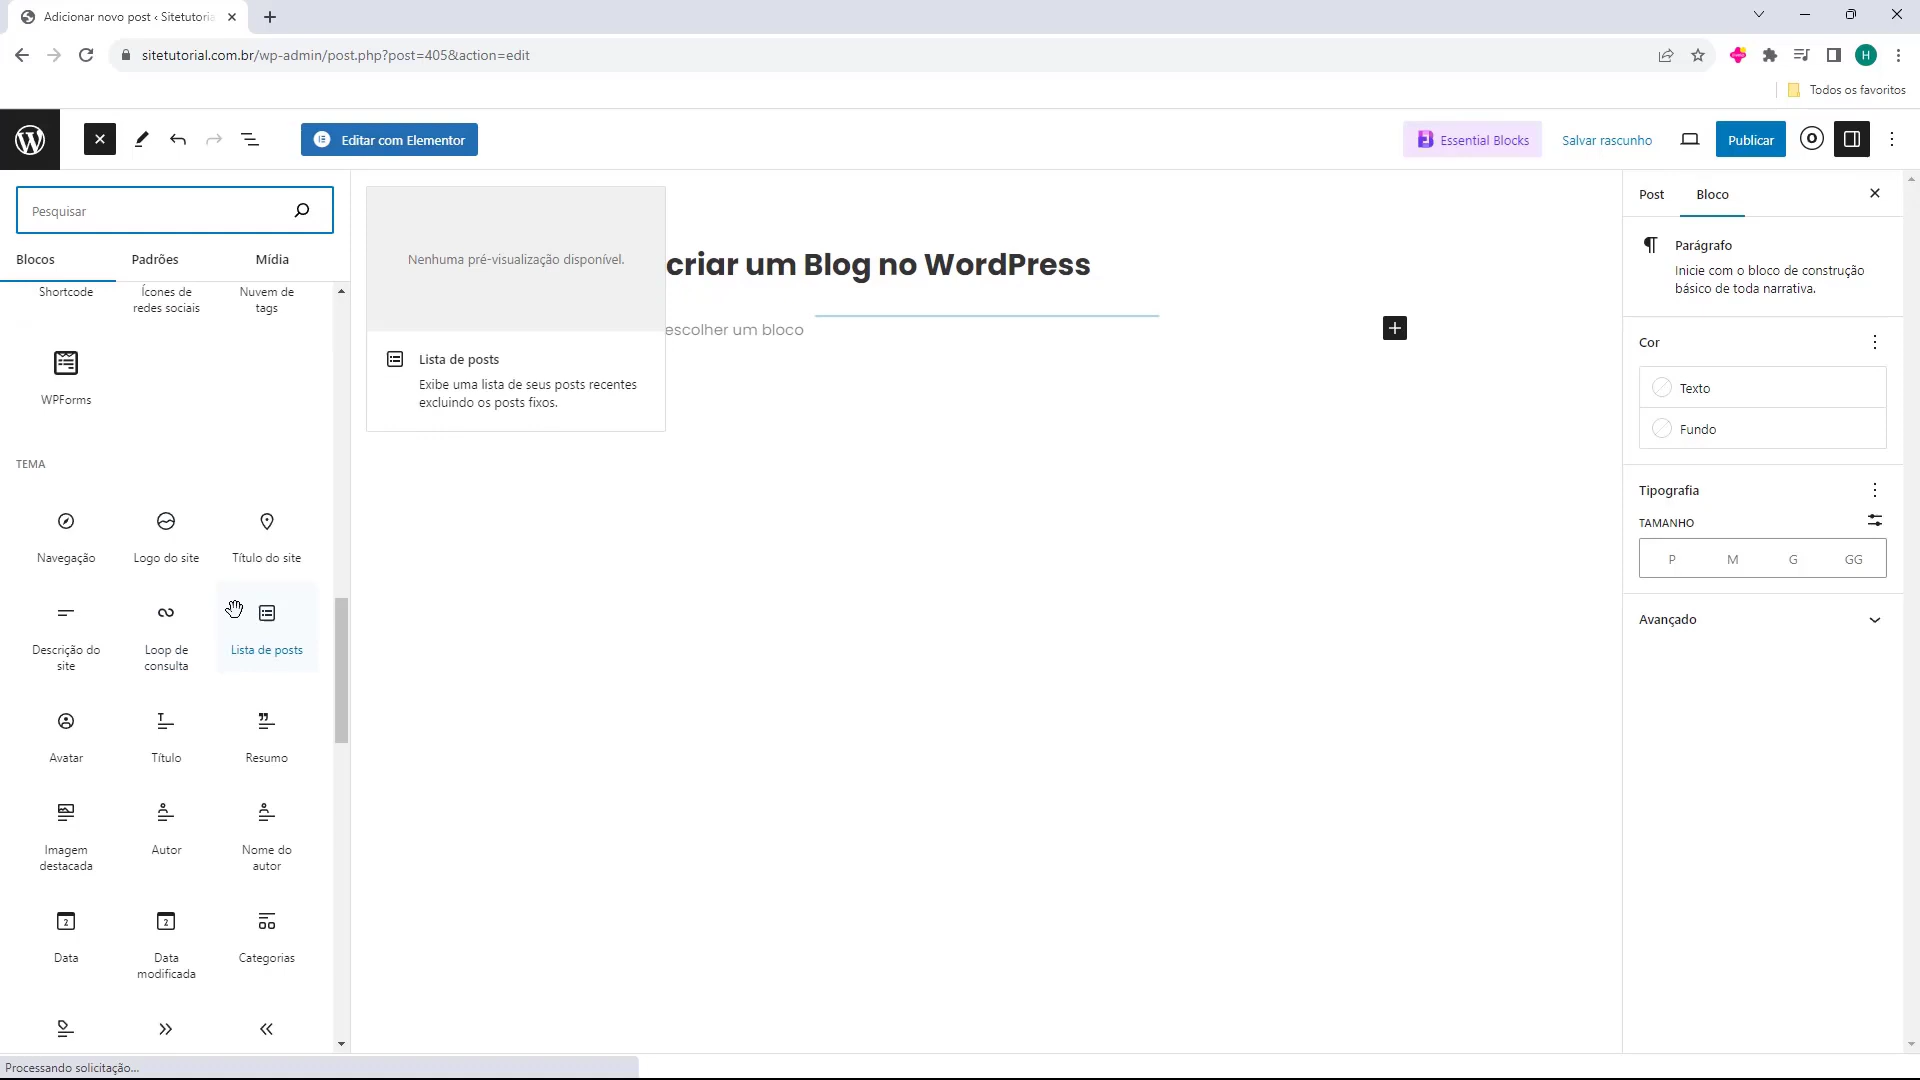 Adicionar novo post ‹ Sitetutoria
sitetutorial.com.br/wp-admin/post.php?post=405&action=edit
H
Todos os favoritos
Editar com Elementor
Essential Blocks
Salvar rascunho
Publicar
Pesquisar
Blocos
Padrões
Mídia
Shortcode
Ícones de
redes sociais
Nuvem de
tags
WPForms
TEMA
Navegação
Logo do site
Título do site
Descrição do
site
Loop de
consulta
Lista de posts
Avatar
Título
Resumo
Imagem
destacada
Autor
Nome do
autor
Data
Data
modificada
Categorias
Nenhuma pré-visualização disponível.
Lista de posts
Exibe uma lista de seus posts recentes
excluindo os posts fixos.
criar um Blog no WordPress
escolher um bloco
Post
Bloco
Parágrafo
Inicie com o bloco de construção
básico de toda narrativa.
Cor
Texto
Fundo
Tipografia
TAMANHO
P
M
G
GG
Avançado
Processando solicitação...